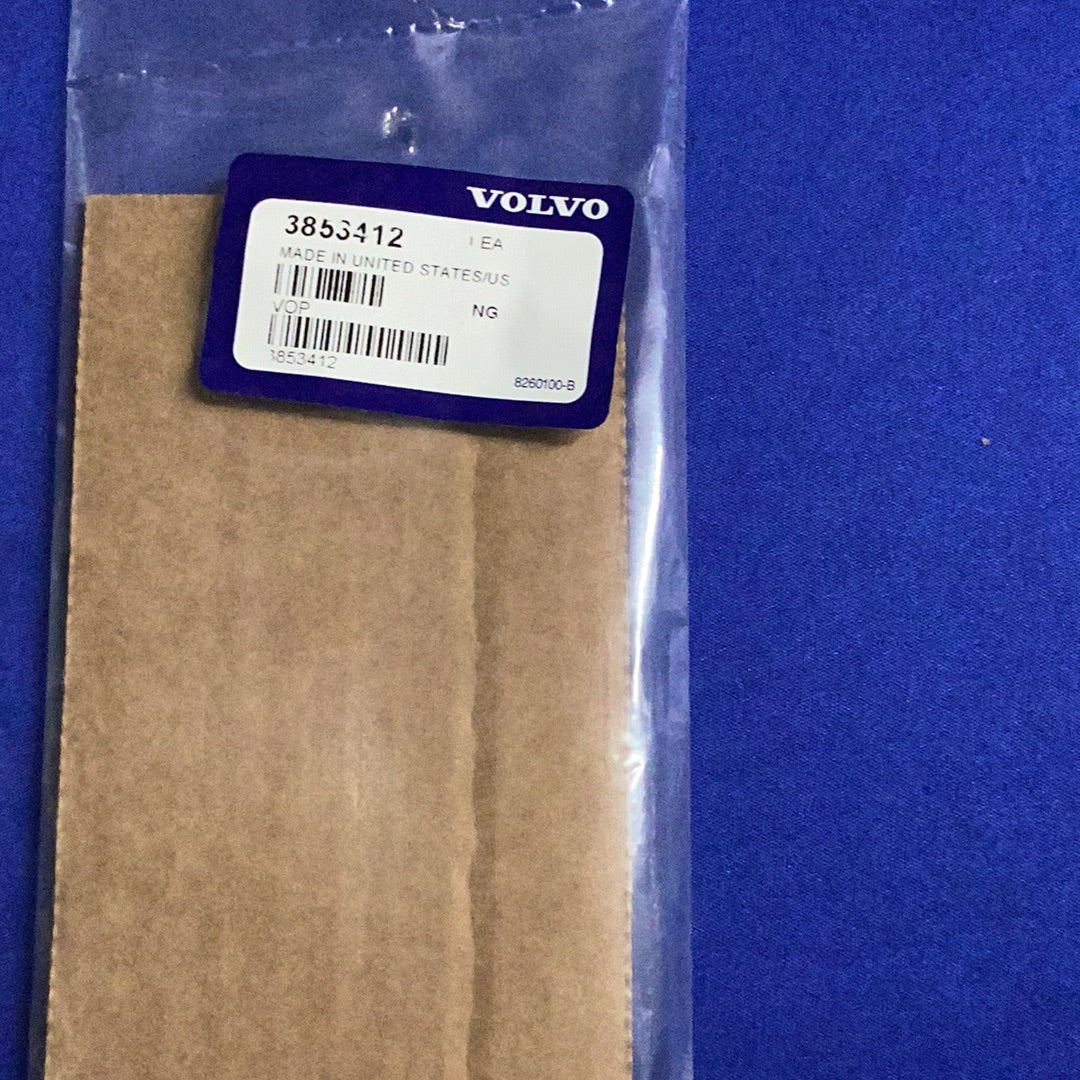 VOLVO
3853412 1 EA
MADE IN UNITED STATES/US
VOP NG
3853412
8260100-B